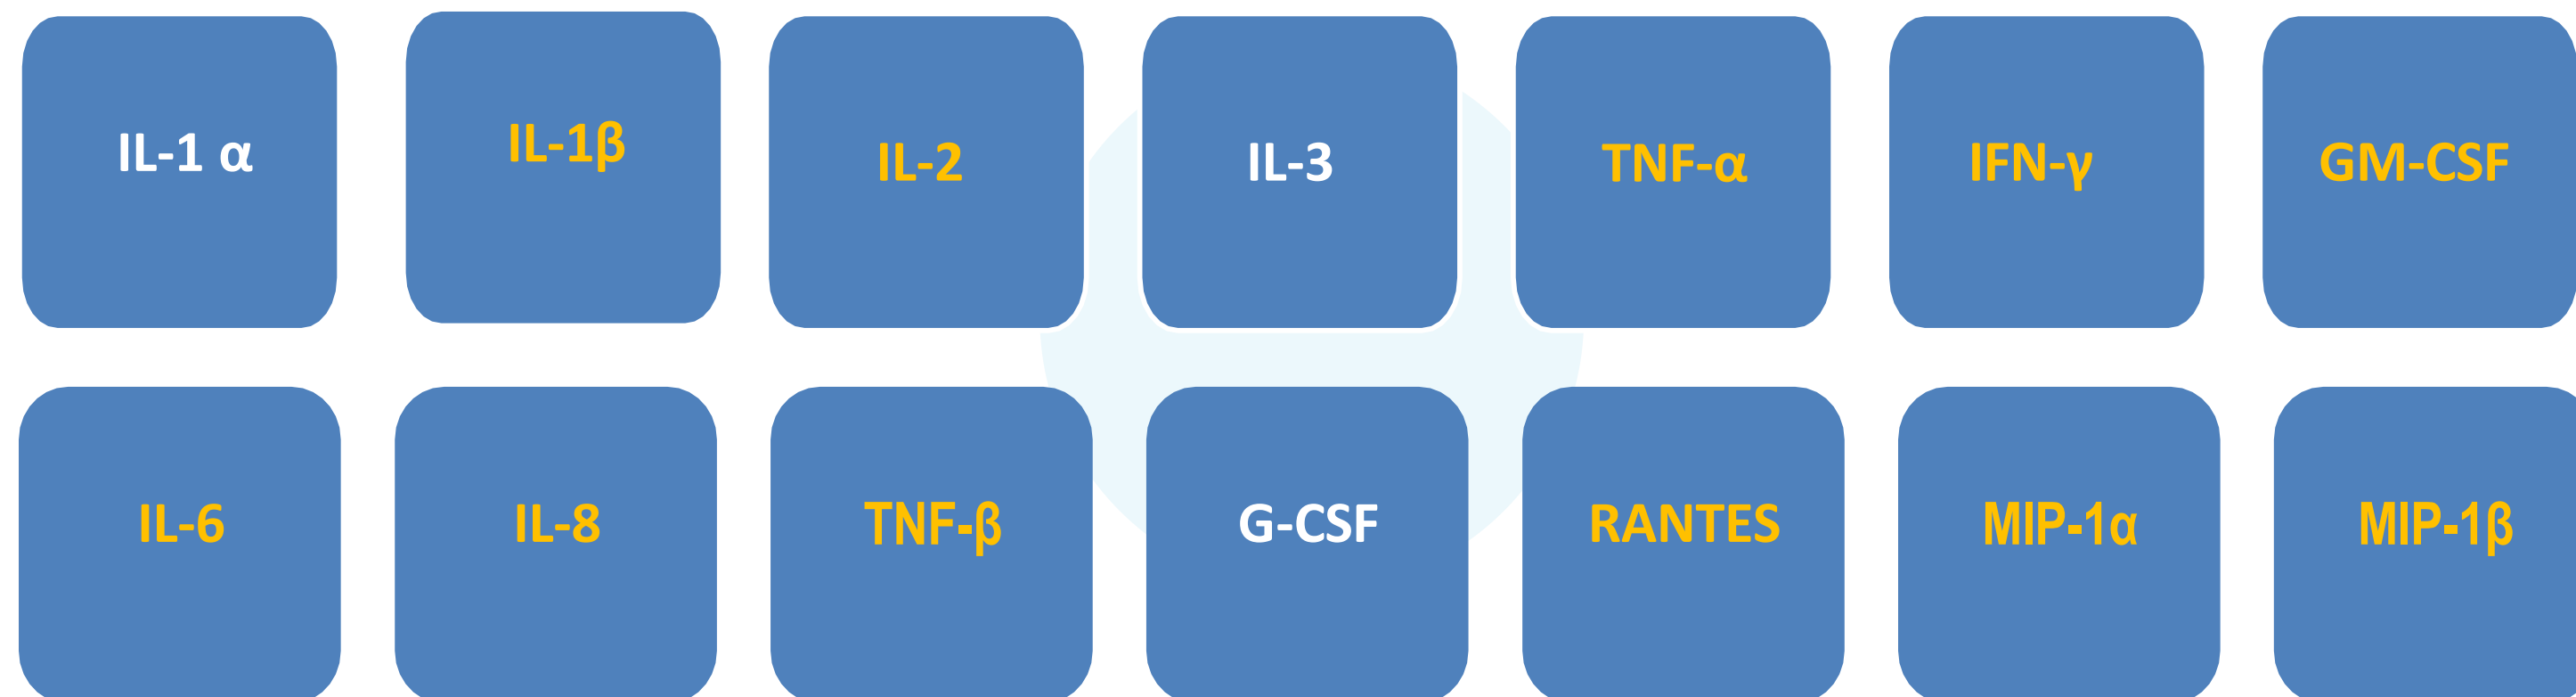 IL-1 α
IL-1β
IL-2
IL-3
TNF-α
IFN-γ
GM-CSF
IL-6
IL-8
TNF-β
G-CSF
RANTES
MIP-1α
MIP-1β